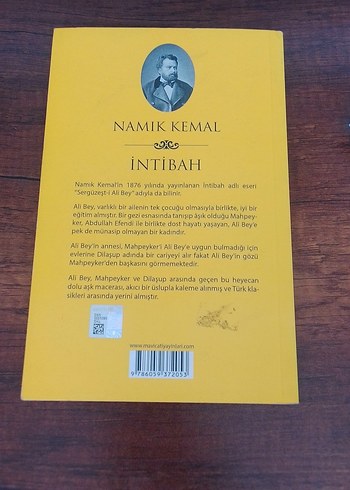 NAMIK KEMAL
İNTİBAH
Namık Kemal'in 1876 yılında yayınlanan İntibah adlı eseri
"Sergüzeşt-i Ali Bey" adıyla da bilinir.
Ali Bey, varlıklı bir ailenin tek çocuğu olmasıyla birlikte, iyi bir
eğitim almıştır. Bir gezi esnasında tanışıp aşık olduğu Mahpey-
ker, Abdullah Efendi ile birlikte dost hayatı yaşayan, Ali Bey'e
pek de münasip olmayan bir kadındır.
Ali Bey'in annesi, Mahpeyker'i Ali Bey'e uygun bulmadığı için
evlerine Dilaşup adında bir cariyeyi alır fakat Ali Bey'in gözü
Mahpeyker'den başkasını görmemektedir.
Ali Bey, Mahpeyker ve Dilaşup arasında geçen bu heyecan
dolu aşk macerası, akıcı bir üslupla kaleme alınmış ve Türk kla-
sikleri arasında yerini almıştır.
www.mavicatiyayinlari.com
9 786059 372053